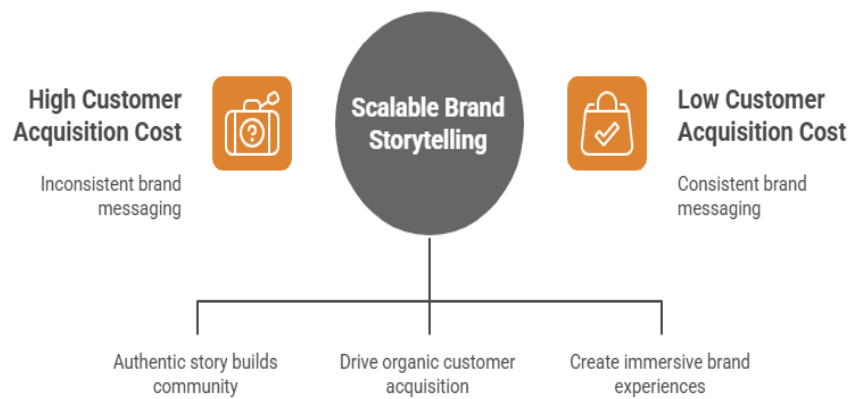 High Customer
Acquisition Cost
Inconsistent brand
messaging
?
Scalable Brand
Storytelling
Low Customer
Acquisition Cost
Consistent brand
messaging
Authentic story builds
community
Drive organic customer
acquisition
Create immersive brand
experiences